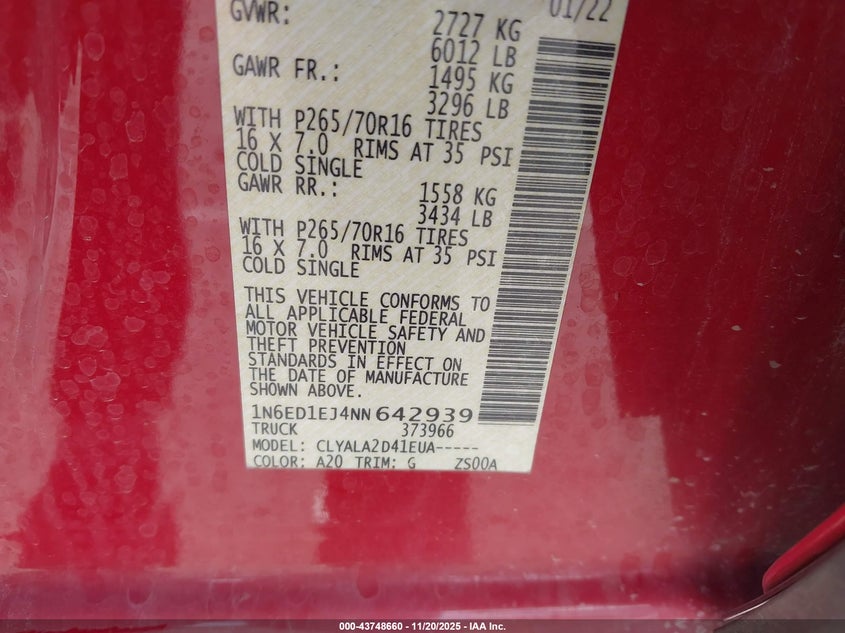 01/22
GVWR: 2727 KG
6012 LB
GAWR FR.: 1495 KG
3296 LB
WITH P265/70R16 TIRES
16 X 7.0 RIMS AT 35 PSI
COLD SINGLE
GAWR RR.: 1558 KG
3434 LB
WITH P265/70R16 TIRES
16 X 7.0 RIMS AT 35 PSI
COLD SINGLE
THIS VEHICLE CONFORMS TO
ALL APPLICABLE FEDERAL
MOTOR VEHICLE SAFETY AND
THEFT PREVENTION
STANDARDS IN EFFECT ON
THE DATE OF MANUFACTURE
SHOWN ABOVE.
1N6ED1EJ4NN642939
TRUCK 373966
MODEL: CLYALA2D41EUA-----
COLOR: A20 TRIM: G ZS00A
000-43748660 - 11/20/2025 - IAA Inc.